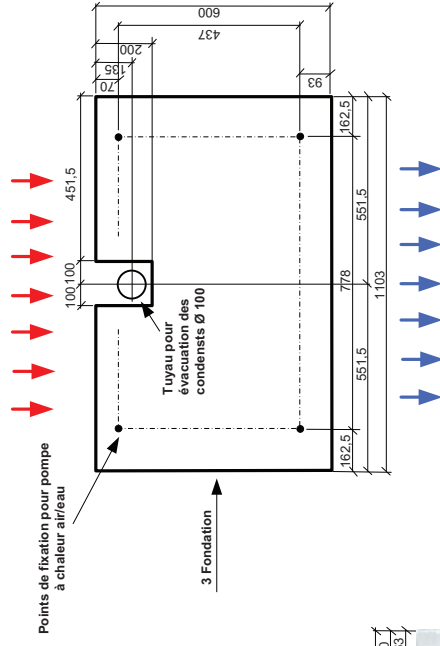 600
437
200
135
70
93
451,5
100 100
162,5
551,5
778
1103
551,5
162,5
Tuyau pour
évacuation des
condensts Ø 100
Points de fixation pour pompe
à chaleur air/eau
3 Fondation